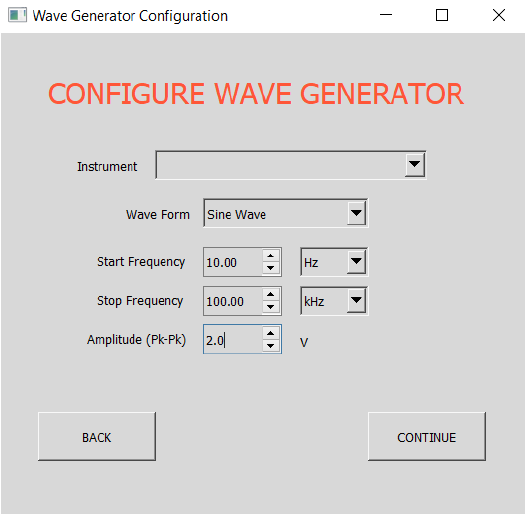 Wave Generator Configuration
CONFIGURE WAVE GENERATOR
Instrument
Wave Form Sine Wave
Start Frequency 10.00 Hz
Stop Frequency 100.00 kHz
Amplitude (Pk-Pk) 2.0 V
BACK CONTINUE